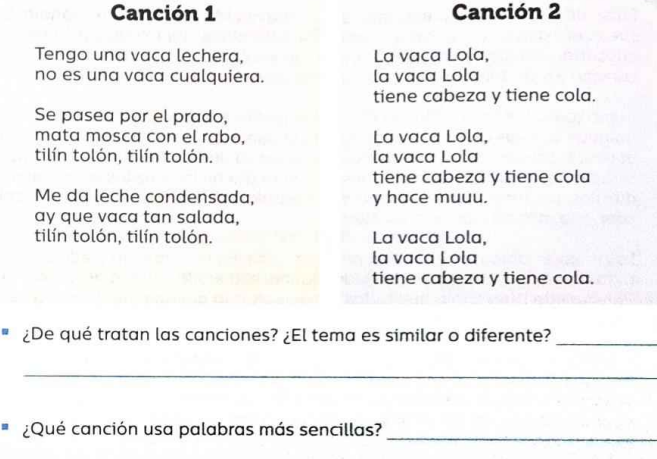 Canción 1
Tengo una vaca lechera,
no es una vaca cualquiera.
Se pasea por el prado,
mata mosca con el rabo,
tilín tolón, tilín tolón.
Me da leche condensada,
ay que vaca tan salada,
tilín tolón, tilín tolón.
Canción 2
La vaca Lola,
la vaca Lola
tiene cabeza y tiene cola.
La vaca Lola,
la vaca Lola
tiene cabeza y tiene cola
y hace muuu.
La vaca Lola,
la vaca Lola
tiene cabeza y tiene cola.
¿De qué tratan las canciones? ¿El tema es similar o diferente?
¿Qué canción usa palabras más sencillas?